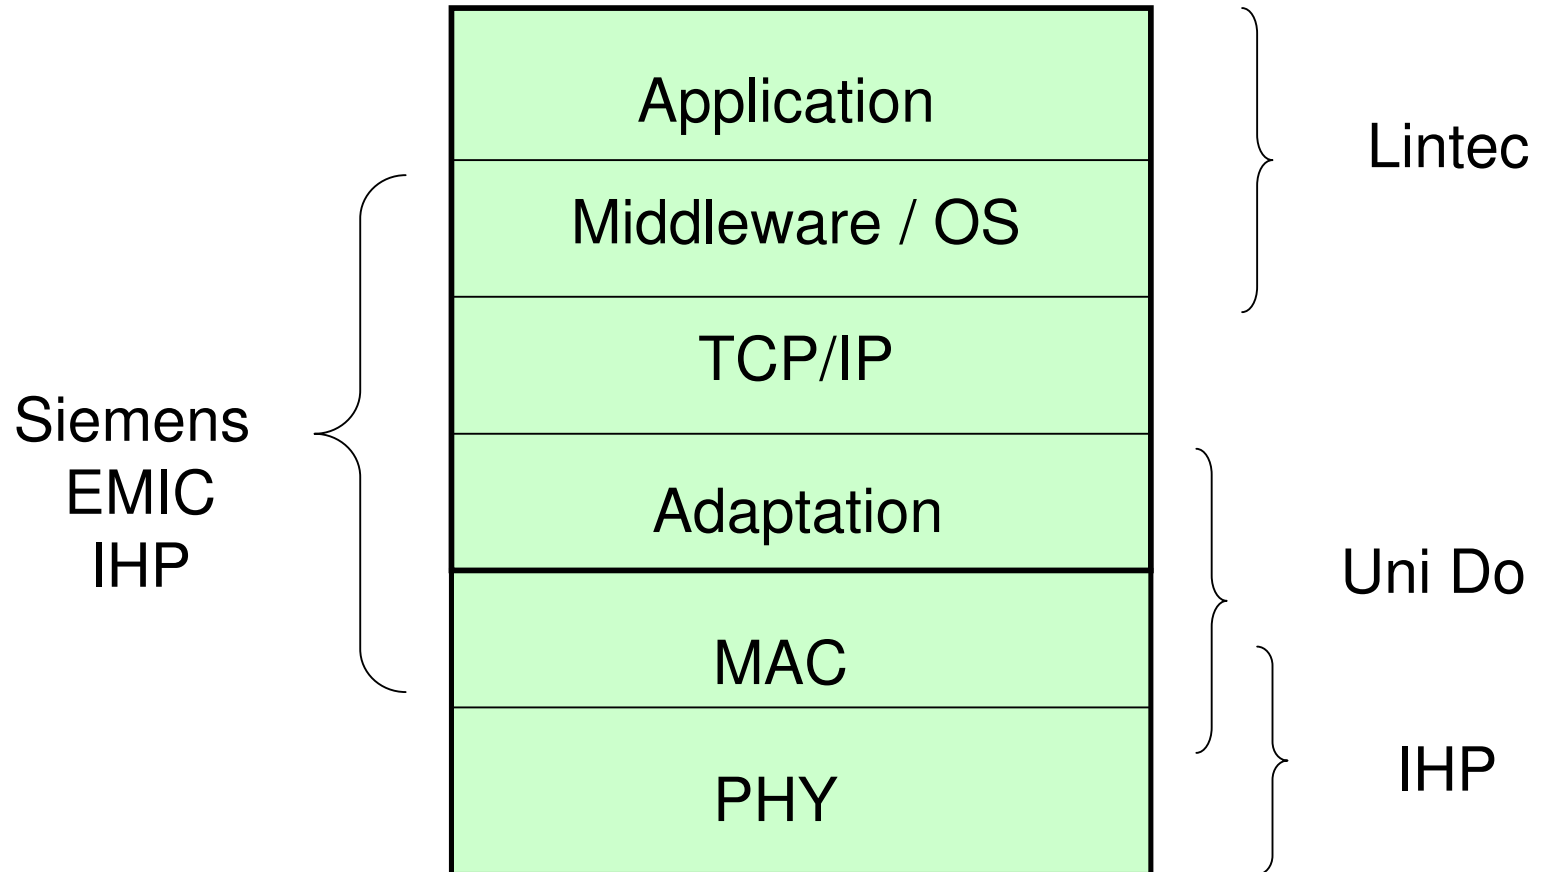 Application
Middleware / OS
TCP/IP
Adaptation
MAC
PHY
Siemens
EMIC
IHP
Lintec
Uni Do
IHP